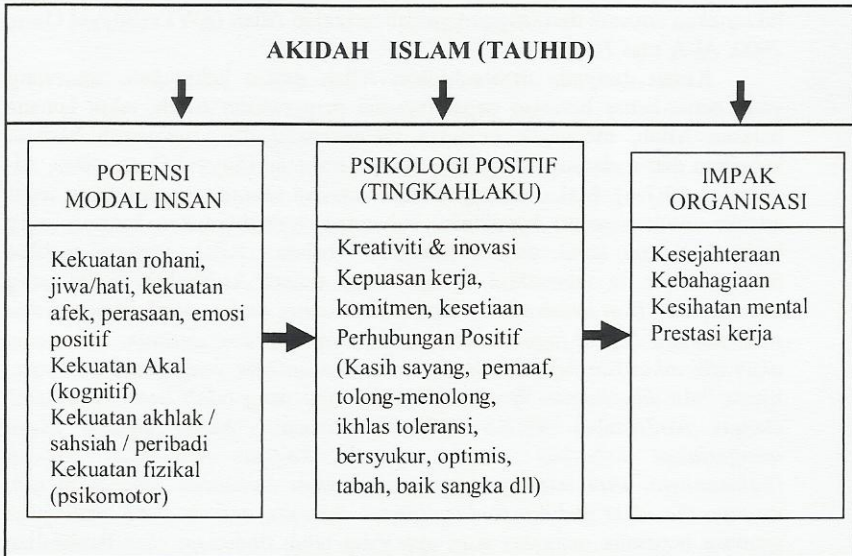 AKIDAH ISLAM (TAUHID)
POTENSI
MODAL INSAN
Kekuatan rohani,
jiwa/hati, kekuatan
afek, perasaan, emosi
positif
Kekuatan Akal
(kognitif)
Kekuatan akhlak /
sahsiah / peribadi
Kekuatan fizikal
(psikomotor)
PSIKOLOGI POSITIF
(TINGKAHLAKU)
Kreativiti & inovasi
Kepuasan kerja,
komitmen, kesetiaan
Perhubungan Positif
(Kasih sayang, pemaaf,
tolong-menolong,
ikhlas toleransi,
bersyukur, optimis,
tabah, baik sangka dll)
IMPAK
ORGANISASI
Kesejahteraan
Kebahagiaan
Kesihatan mental
Prestasi kerja